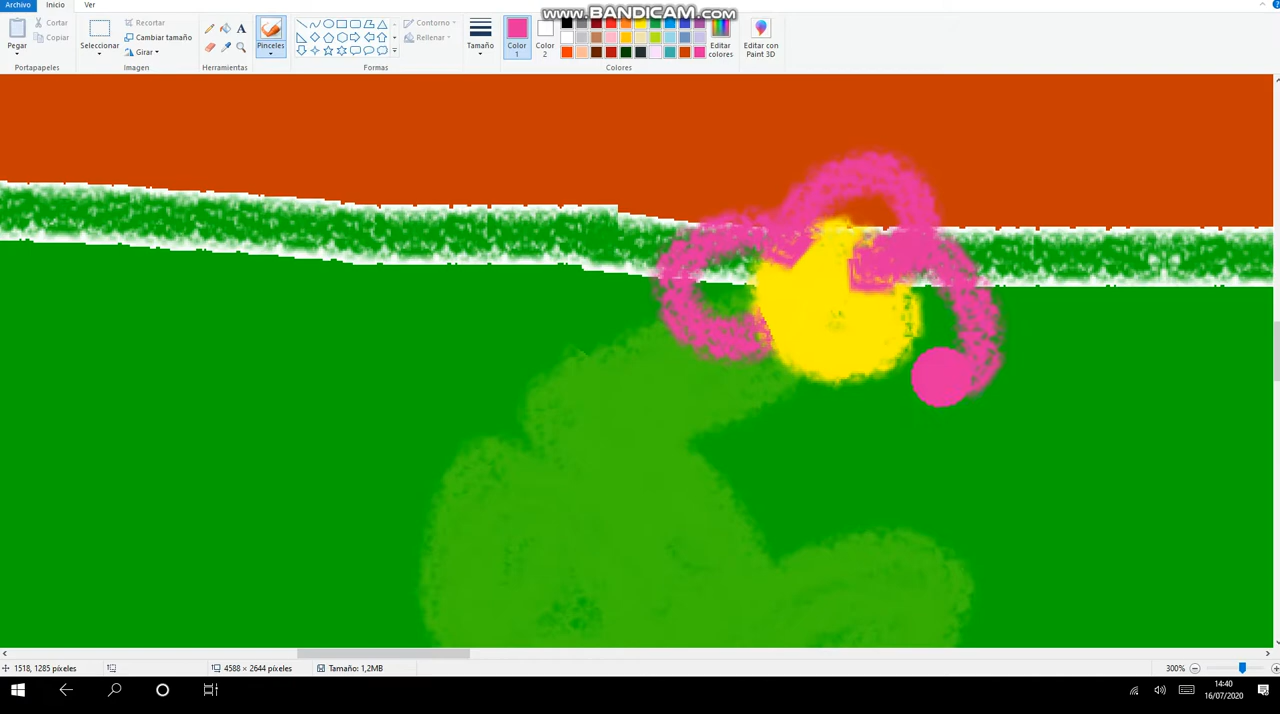 www.BANDICAM.com
Archivo Inicio Ver
Pegar Cortar Copiar
Portapapeles
Seleccionar Recortar Cambiar tamaño Girar
Imagen
A
Herramientas
Pinceles
Contorno Rellenar
Formas
Tamaño
Color 1
Color 2
Editar colores
Colores
Editar con Paint 3D
1518, 1285 píxeles 4588 × 2644 píxeles Tamaño: 1,2MB 300%
14:40
16/07/2020